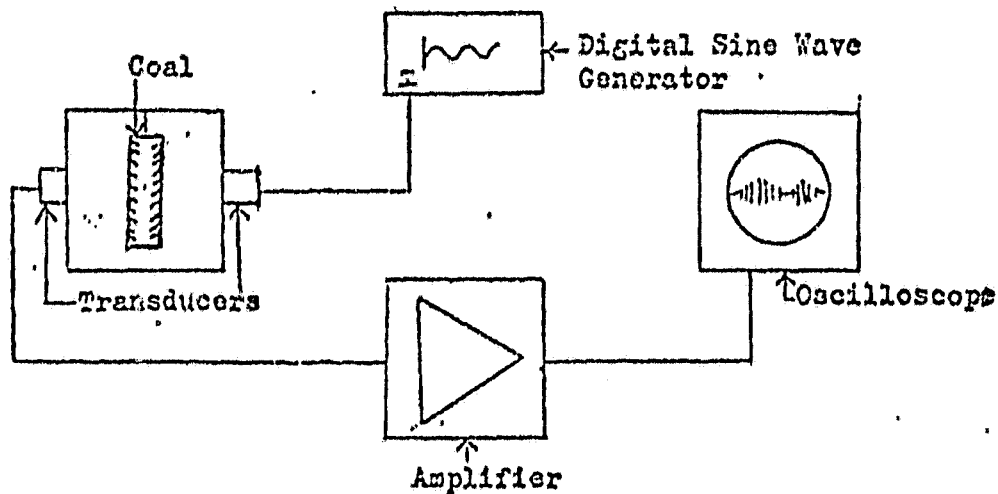 Digital Sine Wave
Generator
Coal
Transducers
Oscilloscope
Amplifier